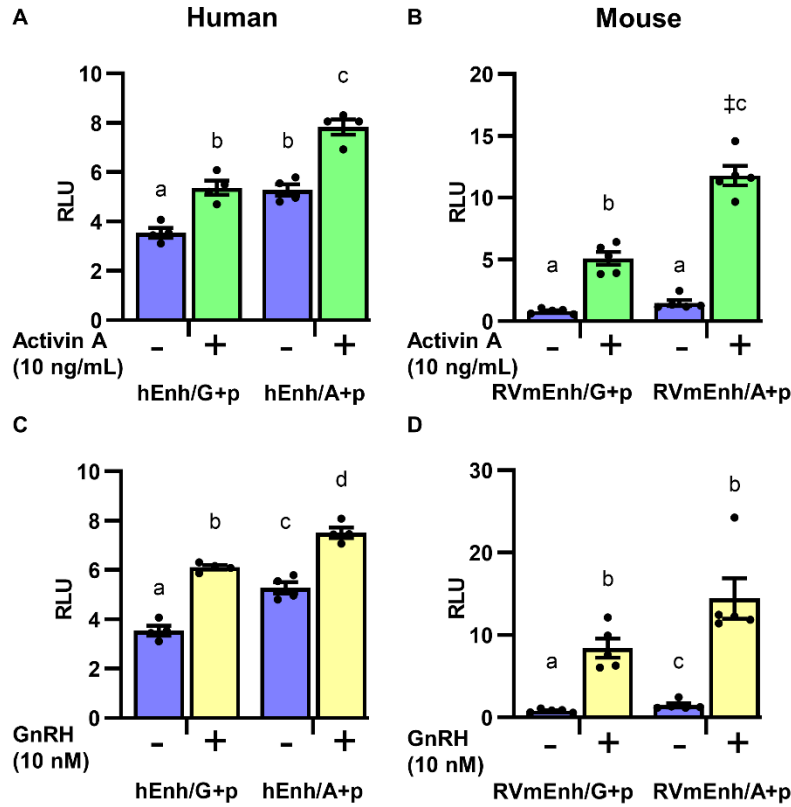 A Human
B Mouse
RLU
10
8
6
4
2
0
a
b
b
c
Activin A
(10 ng/mL)
- + - +
hEnh/G+p hEnh/A+p
RLU
20
15
10
5
0
a
b
a
‡c
Activin A
(10 ng/mL)
- + - +
RVmEnh/G+p RVmEnh/A+p
C
RLU
10
8
6
4
2
0
a
b
c
d
GnRH
(10 nM)
- + - +
hEnh/G+p hEnh/A+p
D
RLU
30
20
10
0
a
b
c
b
GnRH
(10 nM)
- + - +
RVmEnh/G+p RVmEnh/A+p